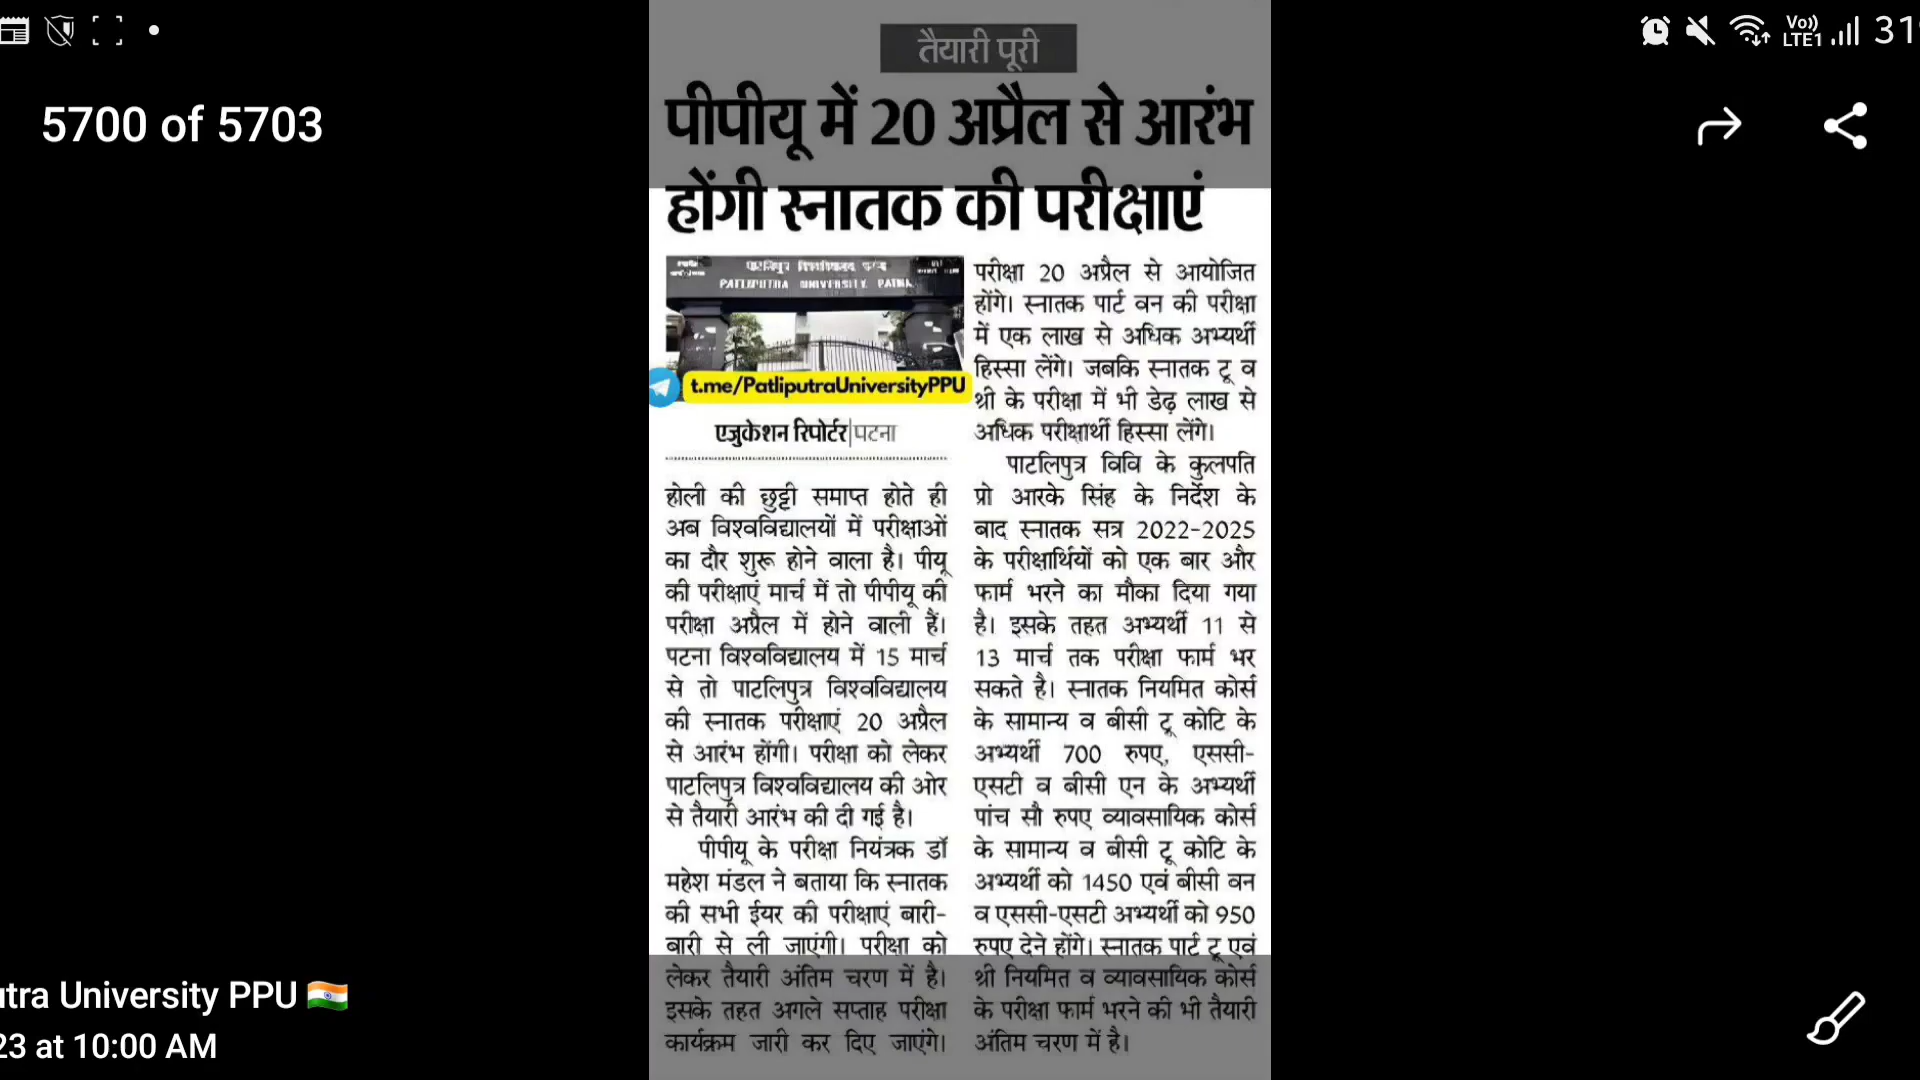 31
5700 of 5703
तैयारी पूरी
पीपीयू में 20 अप्रैल से आरंभ
होंगी स्नातक की परीक्षाएं
PATLIPUTRA UNIVERSITY, PATNA
t.me/PatliputraUniversityPPU
एजुकेशन रिपोर्टर|पटना
होली की छुट्टी समाप्त होते ही
अब विश्वविद्यालयों में परीक्षाओं
का दौर शुरू होने वाला है। पीयू
की परीक्षाएं मार्च में तो पीपीयू की
परीक्षा अप्रैल में होने वाली हैं।
पटना विश्वविद्यालय में 15 मार्च
से तो पाटलिपुत्र विश्वविद्यालय
की स्नातक परीक्षाएं 20 अप्रैल
से आरंभ होंगी। परीक्षा को लेकर
पाटलिपुत्र विश्वविद्यालय की ओर
से तैयारी आरंभ की दी गई है।
पीपीयू के परीक्षा नियंत्रक डॉ
महेश मंडल ने बताया कि स्नातक
की सभी ईयर की परीक्षाएं बारी-
बारी से ली जाएंगी। परीक्षा को
लेकर तैयारी अंतिम चरण में है।
इसके तहत अगले सप्ताह परीक्षा
कार्यक्रम जारी कर दिए जाएंगे।
परीक्षा 20 अप्रैल से आयोजित
होंगे। स्नातक पार्ट वन की परीक्षा
में एक लाख से अधिक अभ्यर्थी
हिस्सा लेंगे। जबकि स्नातक टू व
थ्री के परीक्षा में भी डेढ़ लाख से
अधिक परीक्षार्थी हिस्सा लेंगे।
पाटलिपुत्र विवि के कुलपति
प्रो आरके सिंह के निर्देश के
बाद स्नातक सत्र 2022-2025
के परीक्षार्थियों को एक बार और
फार्म भरने का मौका दिया गया
है। इसके तहत अभ्यर्थी 11 से
13 मार्च तक परीक्षा फार्म भर
सकते है। स्नातक नियमित कोर्स
के सामान्य व बीसी टू कोटि के
अभ्यर्थी 700 रुपए, एससी-
एसटी व बीसी एन के अभ्यर्थी
पांच सौ रुपए व्यावसायिक कोर्स
के सामान्य व बीसी टू कोटि के
अभ्यर्थी को 1450 एवं बीसी वन
व एससी-एसटी अभ्यर्थी को 950
रुपए देने होंगे। स्नातक पार्ट टू एवं
थ्री नियमित व व्यावसायिक कोर्स
के परीक्षा फार्म भरने की भी तैयारी
अंतिम चरण में है।
Vo))
LTE1
utra University PPU
23 at 10:00 AM